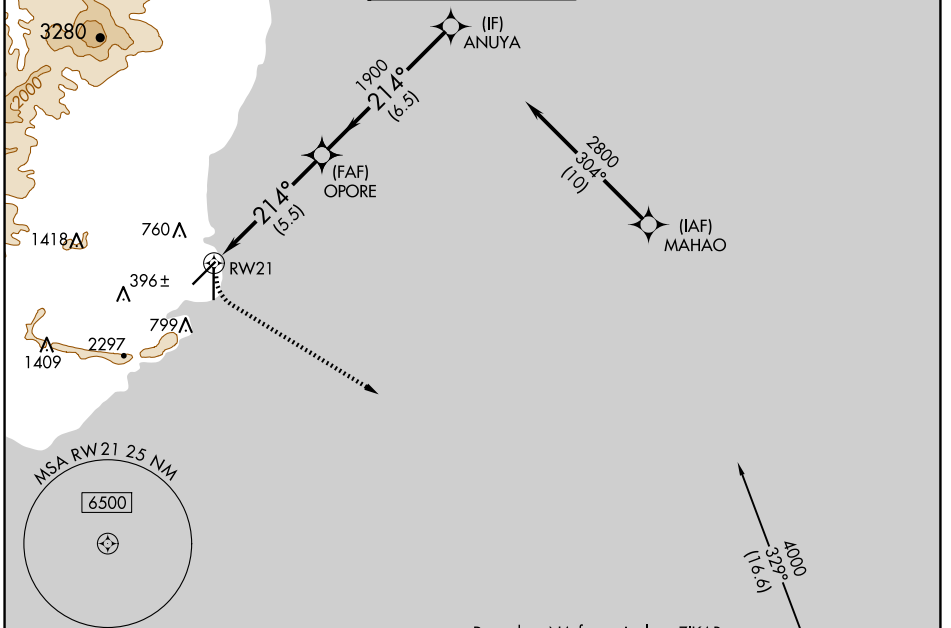 3280
(IF)
ANUYA
2000
1900
214°
(6.5)
(FAF)
OPORE
2800
304°
(10)
214°
(5.5)
(IAF)
MAHAO
1418
760
RW21
396±
799
2297
1409
MSA RW21 25 NM
6500
4000
329°
(16.6)